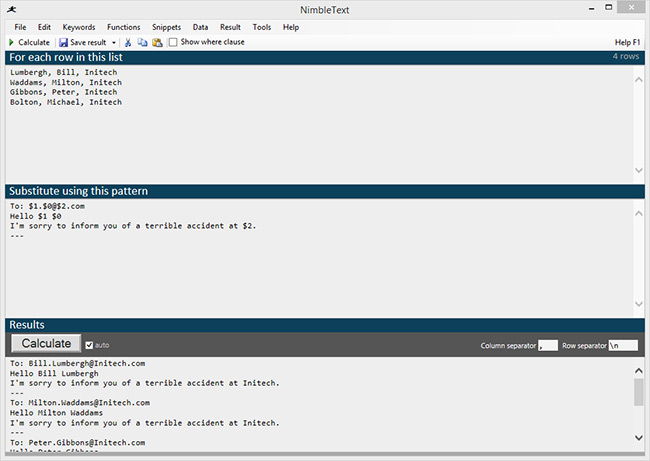 NimbleText
File Edit Keywords Functions Snippets Data Result Tools Help
Calculate Save result Show where clause Help F1
For each row in this list 4 rows
Lumbergh, Bill, Initech
Waddams, Milton, Initech
Gibbons, Peter, Initech
Bolton, Michael, Initech
Substitute using this pattern
To: $1.$0@$2.com
Hello $1 $0
I'm sorry to inform you of a terrible accident at $2.
---
Results
Calculate auto Column separator , Row separator \n
To: Bill.Lumbergh@Initech.com
Hello Bill Lumbergh
I'm sorry to inform you of a terrible accident at Initech.
---
To: Milton.Waddams@Initech.com
Hello Milton Waddams
I'm sorry to inform you of a terrible accident at Initech.
---
To: Peter.Gibbons@Initech.com
Hello Peter Gibbons